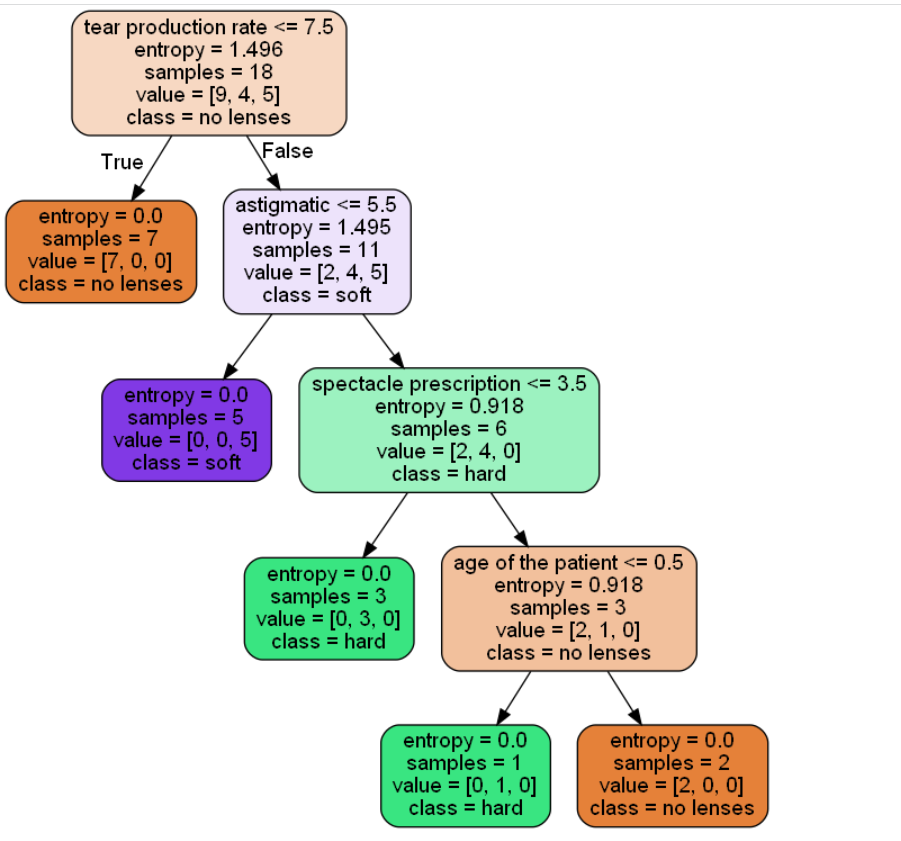 tear production rate <= 7.5
entropy = 1.496
samples = 18
value = [9, 4, 5]
class = no lenses
True
False
entropy = 0.0
samples = 7
value = [7, 0, 0]
class = no lenses
astigmatic <= 5.5
entropy = 1.495
samples = 11
value = [2, 4, 5]
class = soft
entropy = 0.0
samples = 5
value = [0, 0, 5]
class = soft
spectacle prescription <= 3.5
entropy = 0.918
samples = 6
value = [2, 4, 0]
class = hard
entropy = 0.0
samples = 3
value = [0, 3, 0]
class = hard
age of the patient <= 0.5
entropy = 0.918
samples = 3
value = [2, 1, 0]
class = no lenses
entropy = 0.0
samples = 1
value = [0, 1, 0]
class = hard
entropy = 0.0
samples = 2
value = [2, 0, 0]
class = no lenses